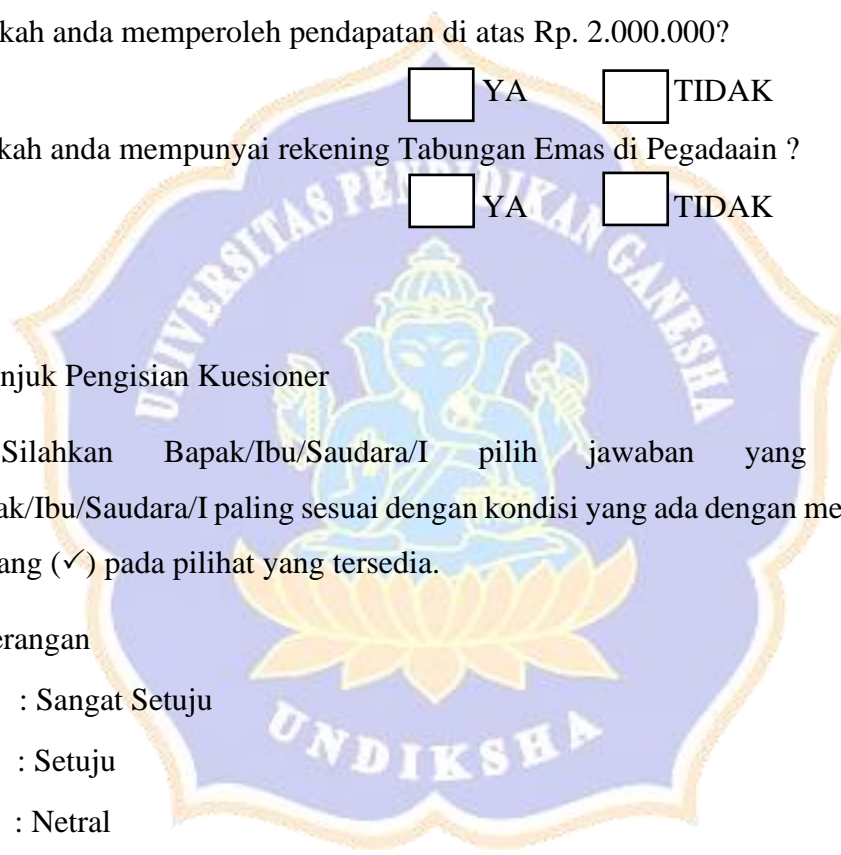 kah anda memperoleh pendapatan di atas Rp. 2.000.000?
YA TIDAK
kah anda mempunyai rekening Tabungan Emas di Pegadaain ?
YA TIDAK
UNIVERSITAS PENDIDIKAN GANESHA
njuk Pengisian Kuesioner
Silahkan Bapak/Ibu/Saudara/I pilih jawaban yang
ak/Ibu/Saudara/I paling sesuai dengan kondisi yang ada dengan me
ang (✓) pada pilihat yang tersedia.
erangan
: Sangat Setuju
UNDIKSHA
: Setuju
: Netral